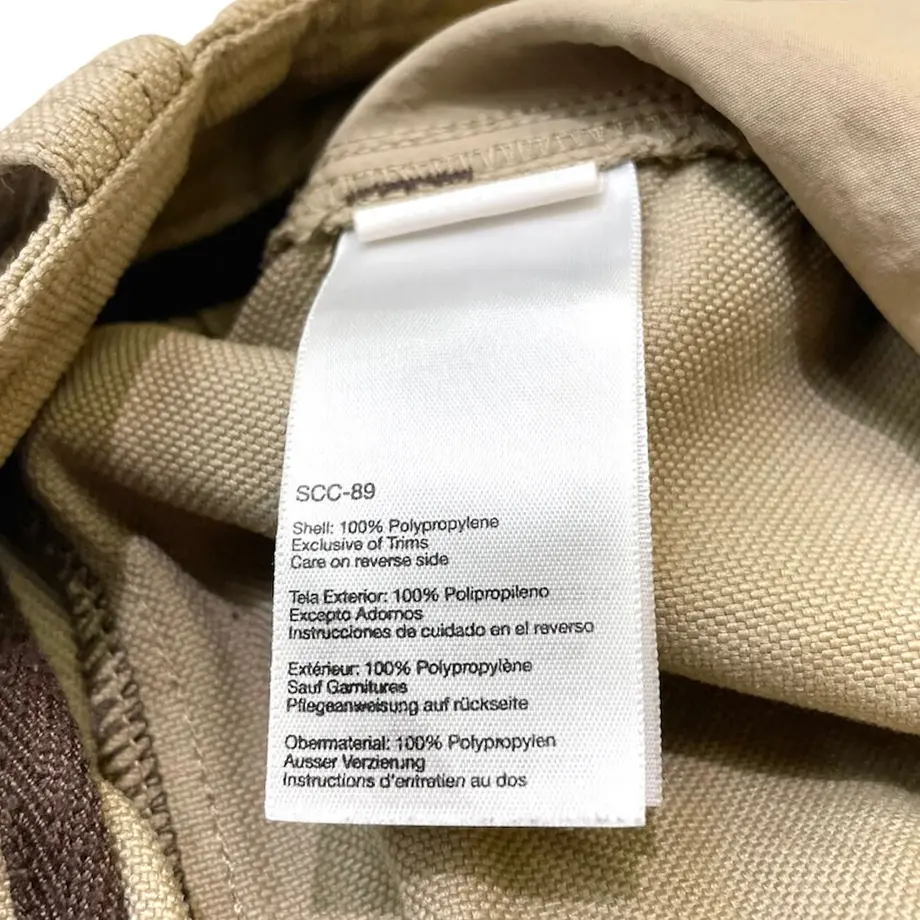 SCC-89
Shell: 100% Polypropylene
Exclusive of Trims
Care on reverse side
Tela Exterior: 100% Polipropileno
Excepto Adornos
Instrucciones de cuidado en el reverso
Extérieur: 100% Polypropylène
Sauf Garnitures
Pflegeanweisung auf rückseite
Obermaterial: 100% Polypropylen
Ausser Verzierung
Instructions d'entretien au dos